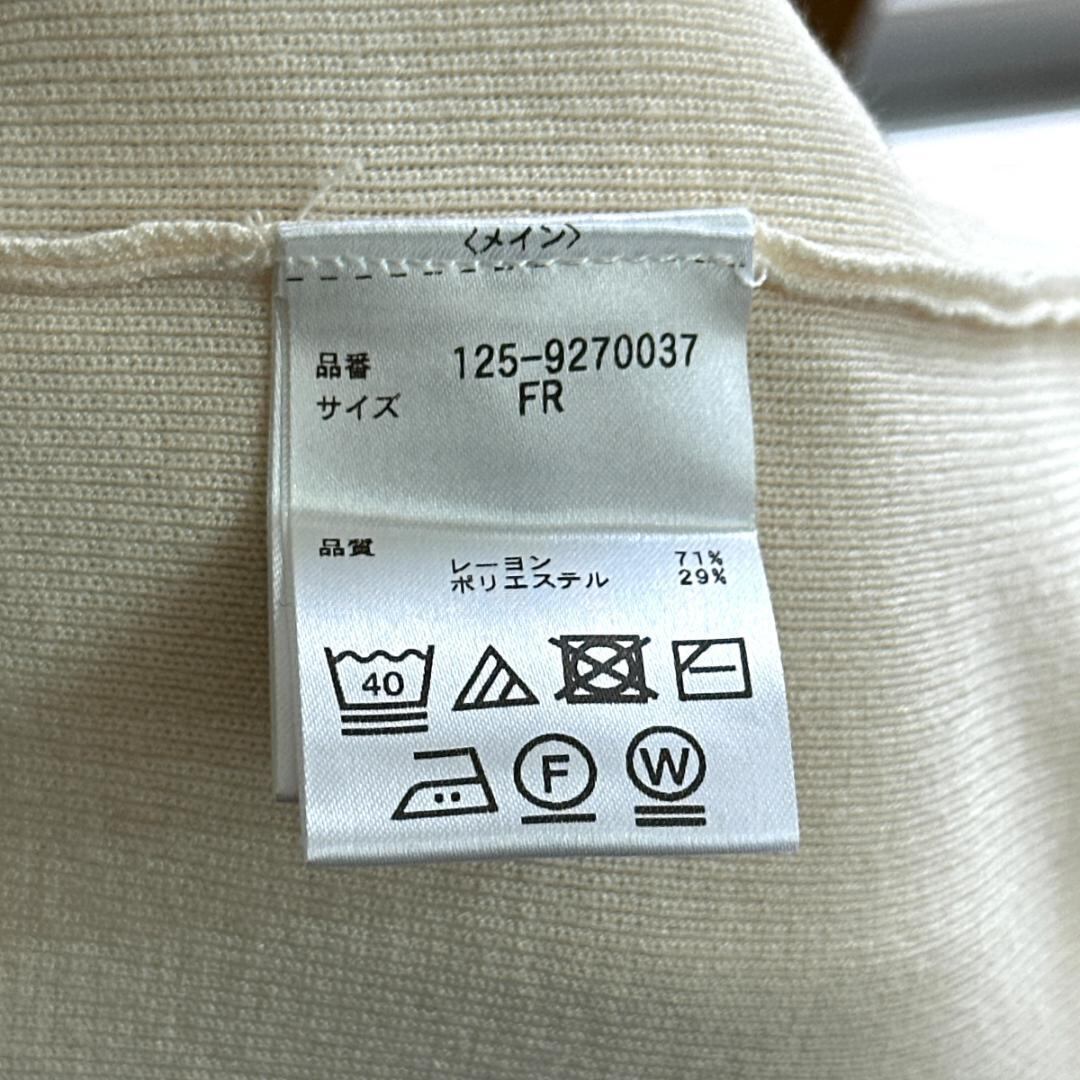 〈メイン〉
品番 125-9270037
サイズ FR
品質 レーヨン 71%
ポリエステル 29%
40
F W